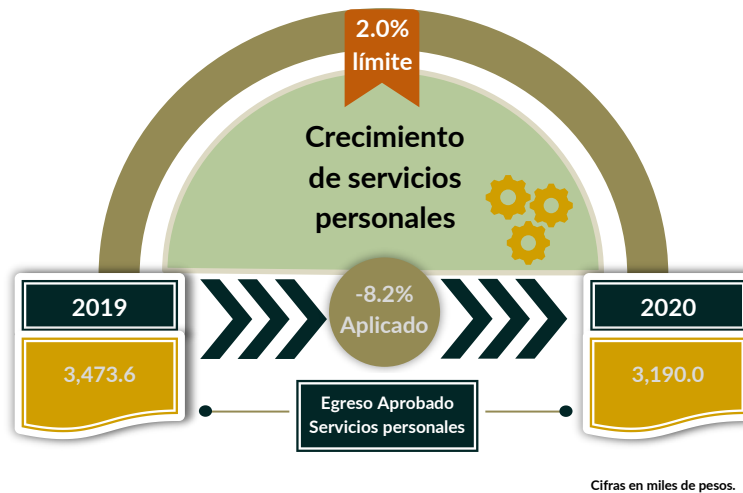 2.0%
límite
Crecimiento
de servicios
personales
2019
-8.2%
Aplicado
2020
3,473.6
3,190.0
Egreso Aprobado
Servicios personales
Cifras en miles de pesos.